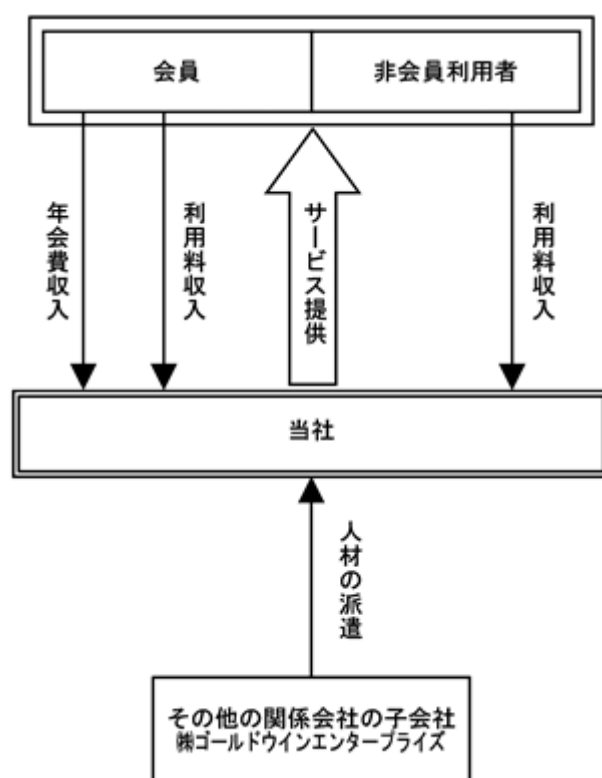 会員
非会員利用者
年会費収入
利用料収入
サービス提供
利用料収入
当社
人材の派遣
その他の関係会社の子会社
㈱ゴールドウインエンタープライズ